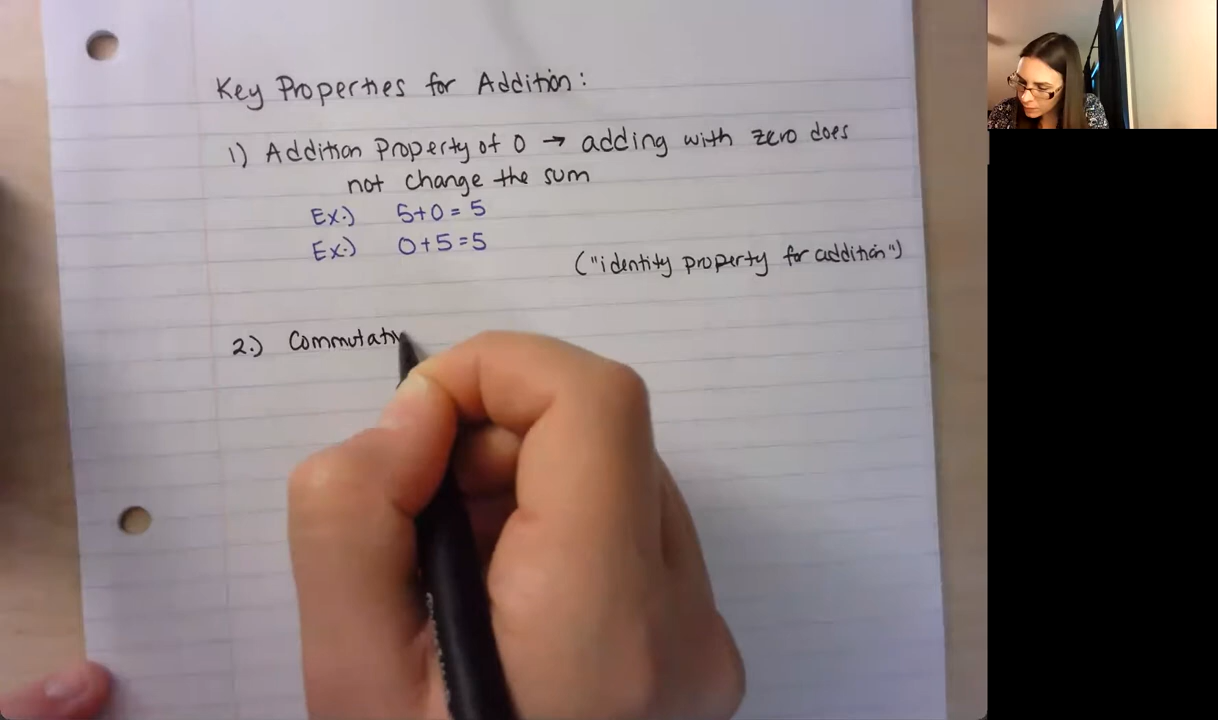 Key Properties for Addition:
1) Addition Property of 0 → adding with zero does
not change the sum
Ex.) 5+0=5
Ex.) 0+5=5
("identity property for addition")
2.) Commutativ